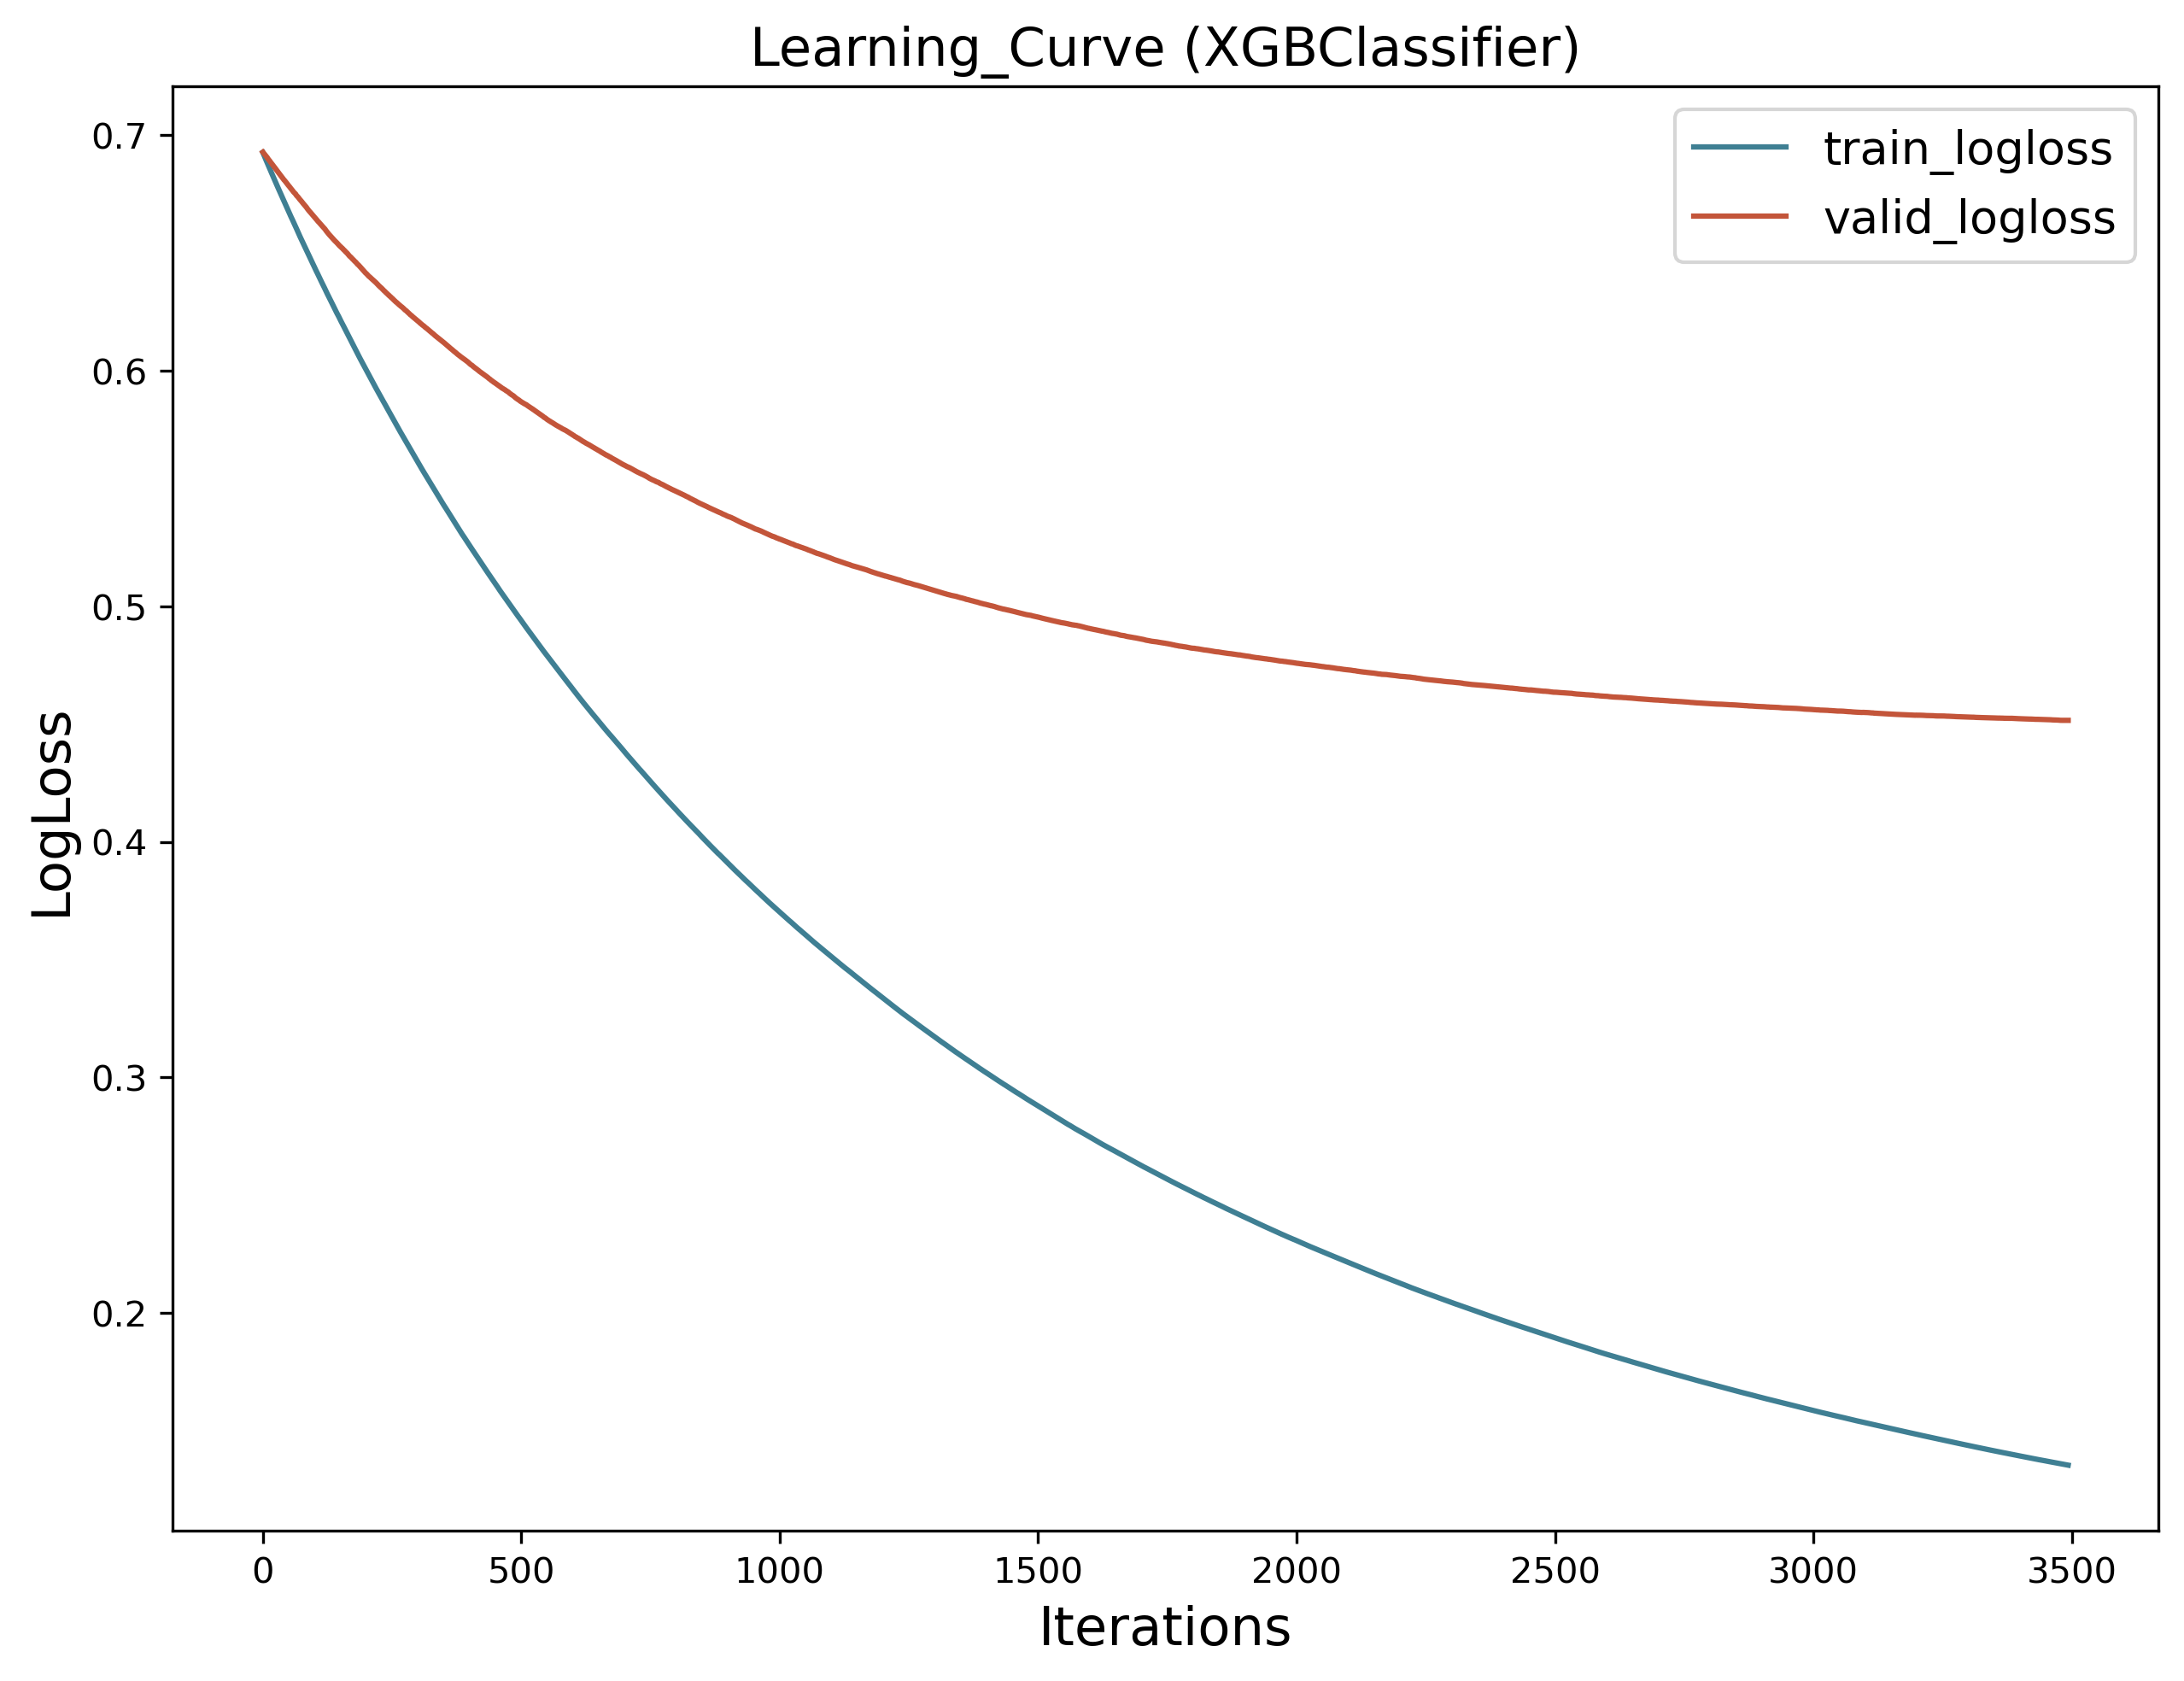 Learning_Curve (XGBClassifier)
train_logloss
valid_logloss
0.7
0.6
0.5
0.4
0.3
0.2
LogLoss
0 500 1000 1500 2000 2500 3000 3500
Iterations